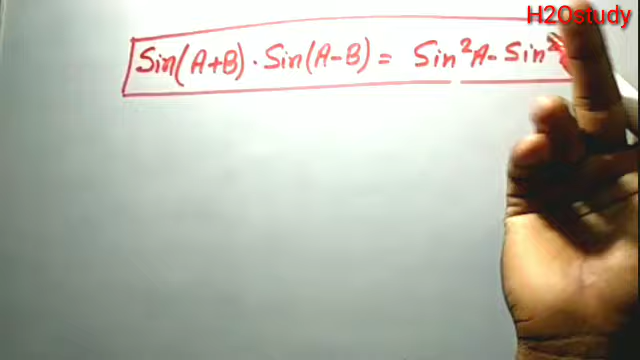 H2Ostudy
Sin(A+B) · Sin(A-B) = Sin²A - Sin²